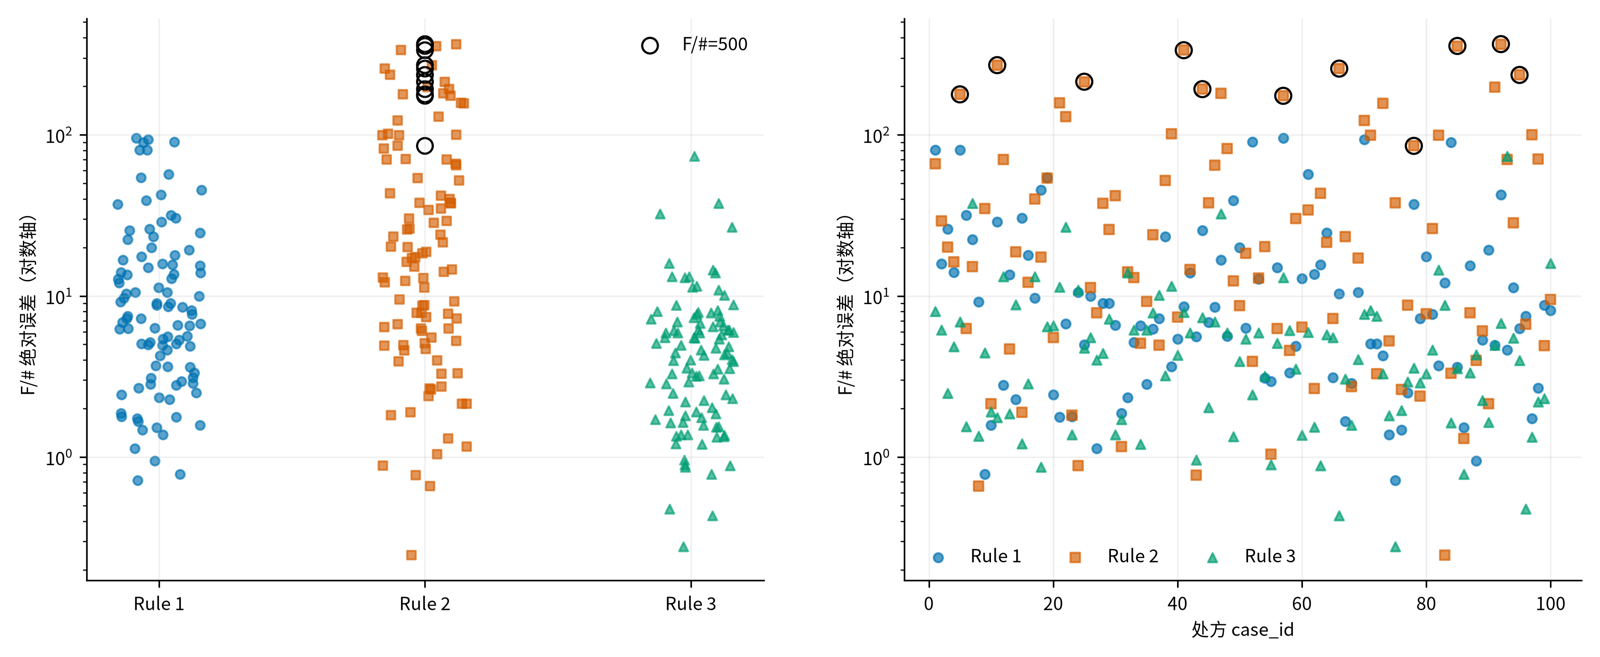 F/# 绝对误差（对数轴）
10²
10¹
10⁰
F/#=500
Rule 1
Rule 2
Rule 3
F/# 绝对误差（对数轴）
10²
10¹
10⁰
Rule 1
Rule 2
Rule 3
0
20
40
60
80
100
处方 case_id